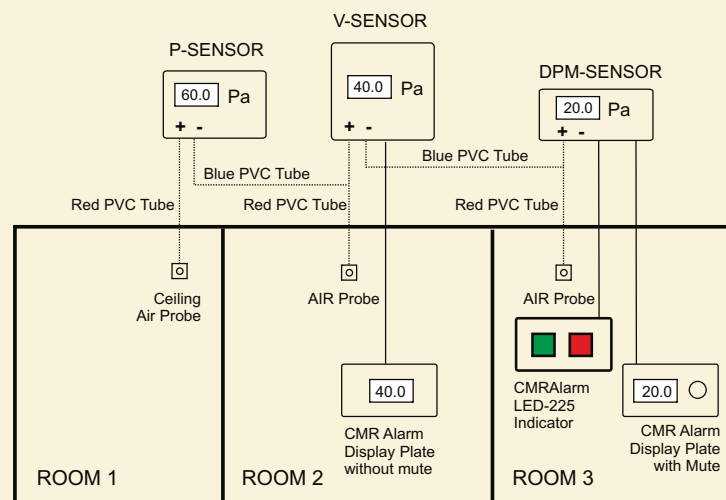 V-SENSOR
P-SENSOR
DPM-SENSOR
60.0 Pa
+ -
40.0 Pa
+ -
20.0 Pa
+ -
Blue PVC Tube
Blue PVC Tube
Red PVC Tube
Red PVC Tube
Red PVC Tube
Ceiling
Air Probe
AIR Probe
AIR Probe
40.0
CMR Alarm
Display Plate
without mute
CMRAlarm
LED-225
Indicator
20.0
CMR Alarm
Display Plate
with Mute
ROOM 1
ROOM 2
ROOM 3